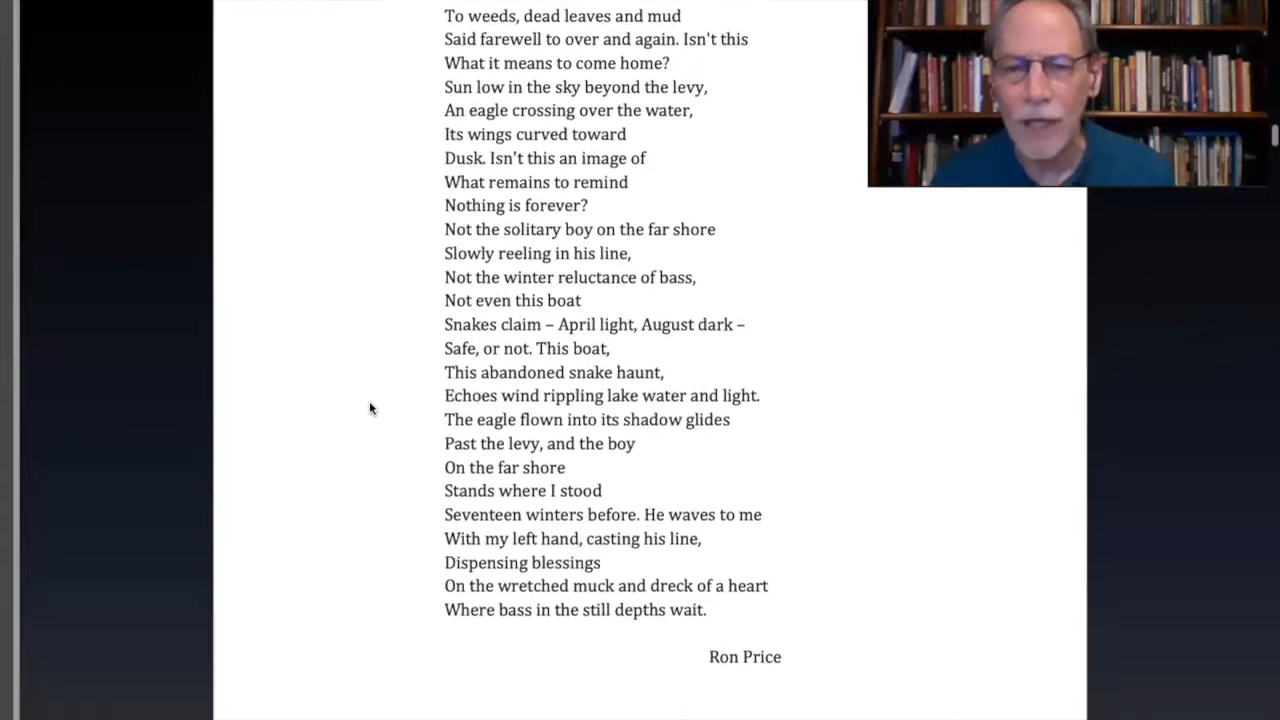 To weeds, dead leaves and mud
Said farewell to over and again. Isn't this
What it means to come home?
Sun low in the sky beyond the levy,
An eagle crossing over the water,
Its wings curved toward
Dusk. Isn't this an image of
What remains to remind
Nothing is forever?
Not the solitary boy on the far shore
Slowly reeling in his line,
Not the winter reluctance of bass,
Not even this boat
Snakes claim – April light, August dark –
Safe, or not. This boat,
This abandoned snake haunt,
Echoes wind rippling lake water and light.
The eagle flown into its shadow glides
Past the levy, and the boy
On the far shore
Stands where I stood
Seventeen winters before. He waves to me
With my left hand, casting his line,
Dispensing blessings
On the wretched muck and dreck of a heart
Where bass in the still depths wait.
Ron Price